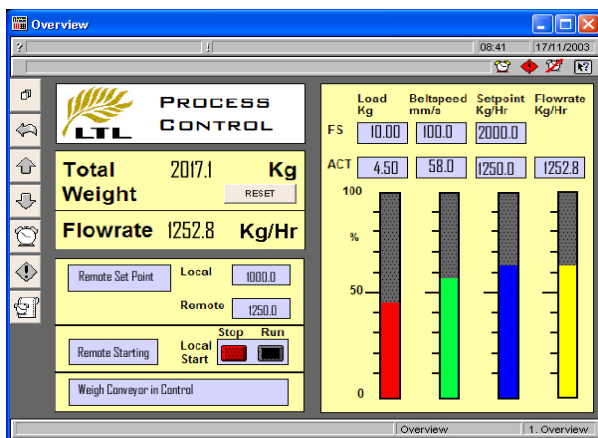 Overview
? ! 08:41 17/11/2003
LTL
PROCESS
CONTROL
Total
Weight
2017.1
Kg
RESET
Flowrate 1252.8 Kg/Hr
Remote Set Point
Local 1000.0
Remote 1250.0
Stop Run
Remote Starting
Local
Start
Weigh Conveyor in Control
Load
Kg
Beltspeed
mm/s
Setpoint
Kg/Hr
Flowrate
Kg/Hr
FS 10.00 100.0 2000.0
ACT 4.50 58.0 1250.0 1252.8
100
%
50
0
Overview 1. Overview